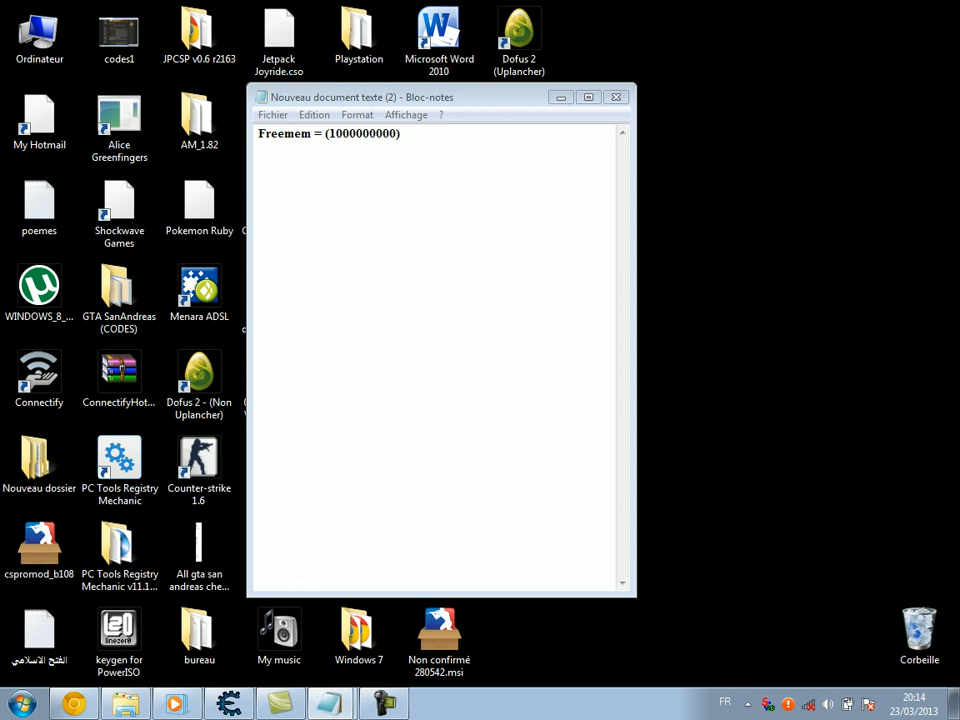 Ordinateur
codes1
JPCSP v0.6 r2163
Jetpack
Joyride.cso
Playstation
Microsoft Word
2010
Dofus 2
(Uplancher)
Nouveau document texte (2) - Bloc-notes
Fichier Edition Format Affichage ?
Freemem = (1000000000)
My Hotmail
Alice
Greenfingers
AM_1.82
poemes
Shockwave
Games
Pokemon Ruby
WINDOWS_8_...
GTA SanAndreas
(CODES)
Menara ADSL
Connectify
ConnectifyHot...
Dofus 2 - (Non
Uplancher)
Nouveau dossier
PC Tools Registry
Mechanic
Counter-strike
1.6
cspromod_b108
PC Tools Registry
Mechanic v11.1...
All gta san
andreas che...
الفتح الاسلامي
keygen for
PowerISO
bureau
My music
Windows 7
Non confirmé
280542.msi
Corbeille
FR
20:14
23/03/2013